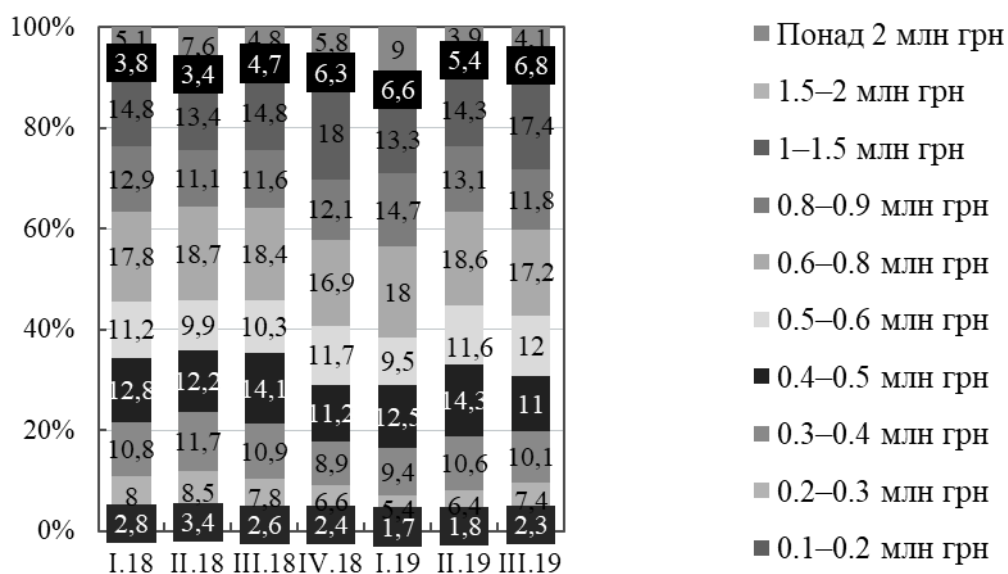 100%
80%
60%
40%
20%
0%
5,1 7,6 4,8 5,8 9 3,9 4,1
3,8 3,4 4,7 6,3 6,6 5,4 6,8
14,8 13,4 14,8 18 13,3 14,3 17,4
12,9 11,1 11,6 12,1 14,7 13,1 11,8
17,8 18,7 18,4 16,9 18 18,6 17,2
11,2 9,9 10,3 11,7 9,5 11,6 12
12,8 12,2 14,1 11,2 12,5 14,3 11
10,8 11,7 10,9 8,9 9,4 10,6 10,1
8 8,5 7,8 6,6 5,4 6,4 7,4
2,8 3,4 2,6 2,4 1,7 1,8 2,3
I.18 II.18 III.18 IV.18 I.19 II.19 III.19
Понад 2 млн грн
1.5–2 млн грн
1–1.5 млн грн
0.8–0.9 млн грн
0.6–0.8 млн грн
0.5–0.6 млн грн
0.4–0.5 млн грн
0.3–0.4 млн грн
0.2–0.3 млн грн
0.1–0.2 млн грн